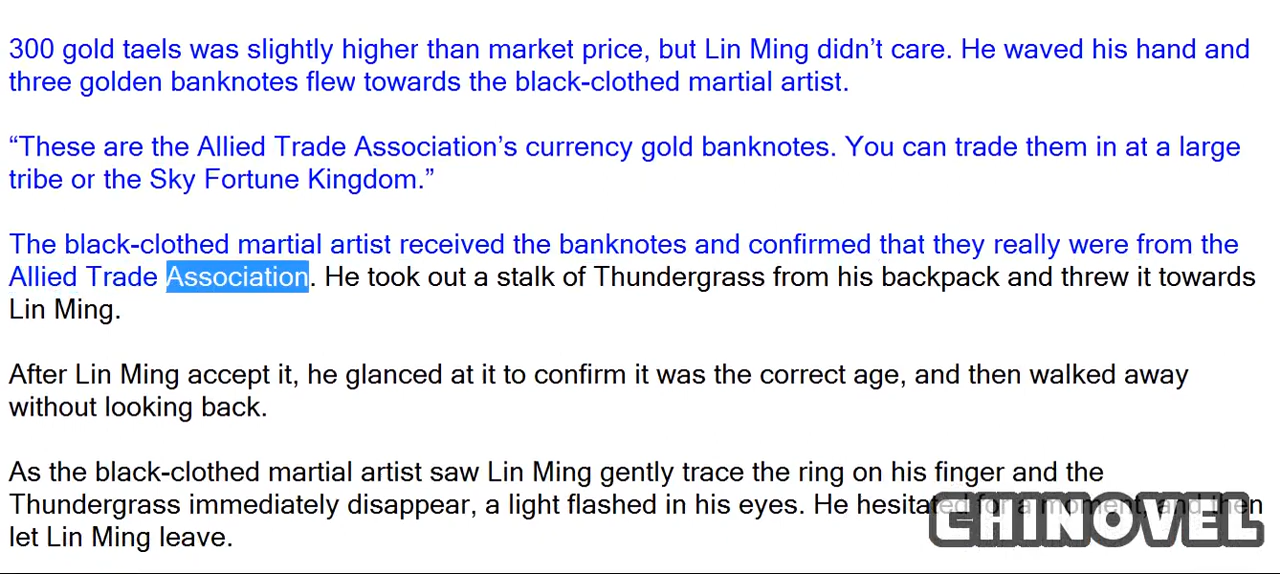 300 gold taels was slightly higher than market price, but Lin Ming didn’t care. He waved his hand and
three golden banknotes flew towards the black-clothed martial artist.
“These are the Allied Trade Association’s currency gold banknotes. You can trade them in at a large
tribe or the Sky Fortune Kingdom.”
The black-clothed martial artist received the banknotes and confirmed that they really were from the
Allied Trade Association. He took out a stalk of Thundergrass from his backpack and threw it towards
Lin Ming.
After Lin Ming accept it, he glanced at it to confirm it was the correct age, and then walked away
without looking back.
As the black-clothed martial artist saw Lin Ming gently trace the ring on his finger and the
Thundergrass immediately disappear, a light flashed in his eyes. He hesitated for a moment, and then
let Lin Ming leave.
CHINOVEL